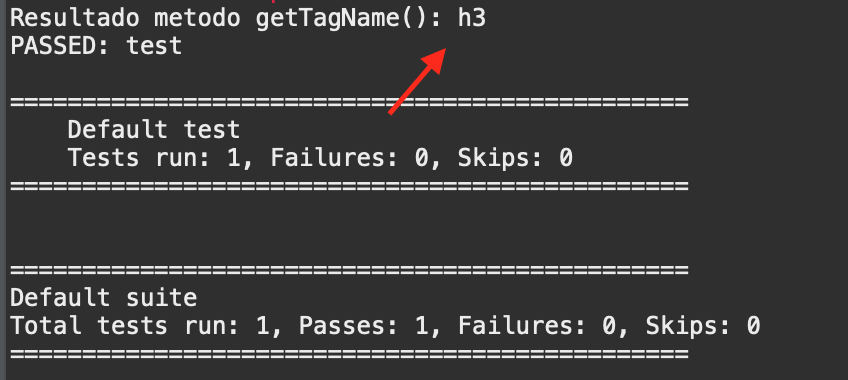 Resultado metodo getTagName(): h3
PASSED: test
===============================================
    Default test
    Tests run: 1, Failures: 0, Skips: 0
===============================================
===============================================
Default suite
Total tests run: 1, Passes: 1, Failures: 0, Skips: 0
===============================================